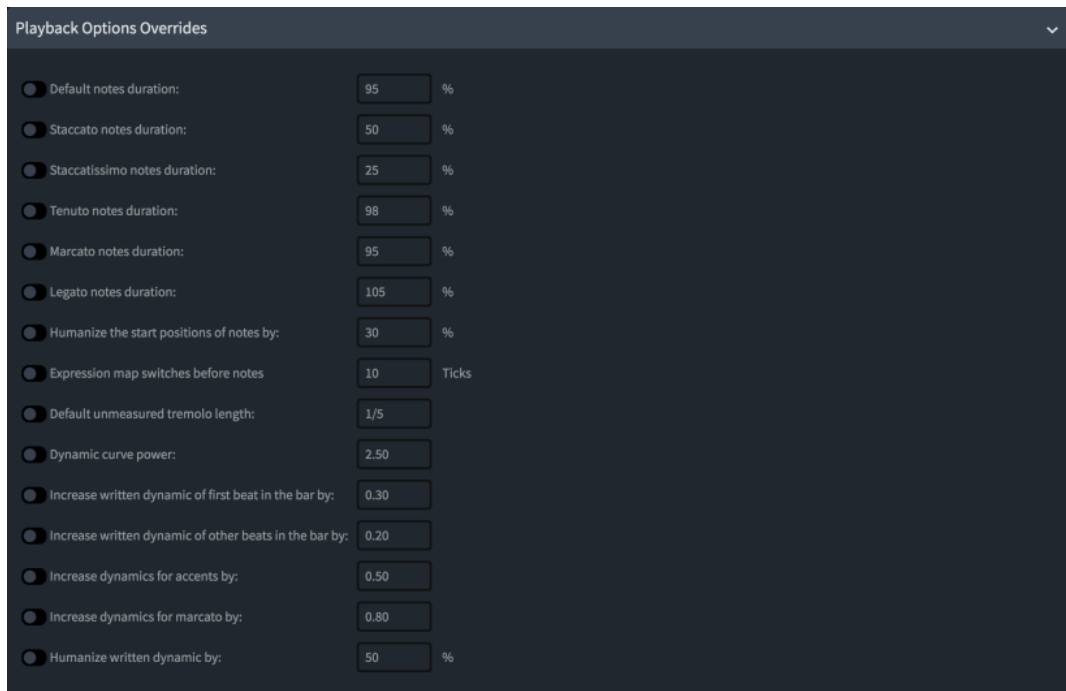 Playback Options Overrides
Default notes duration: 95 %
Staccato notes duration: 50 %
Staccatissimo notes duration: 25 %
Tenuto notes duration: 98 %
Marcato notes duration: 95 %
Legato notes duration: 105 %
Humanize the start positions of notes by: 30 %
Expression map switches before notes 10 Ticks
Default unmeasured tremolo length: 1/5
Dynamic curve power: 2.50
Increase written dynamic of first beat in the bar by: 0.30
Increase written dynamic of other beats in the bar by: 0.20
Increase dynamics for accents by: 0.50
Increase dynamics for marcato by: 0.80
Humanize written dynamic by: 50 %